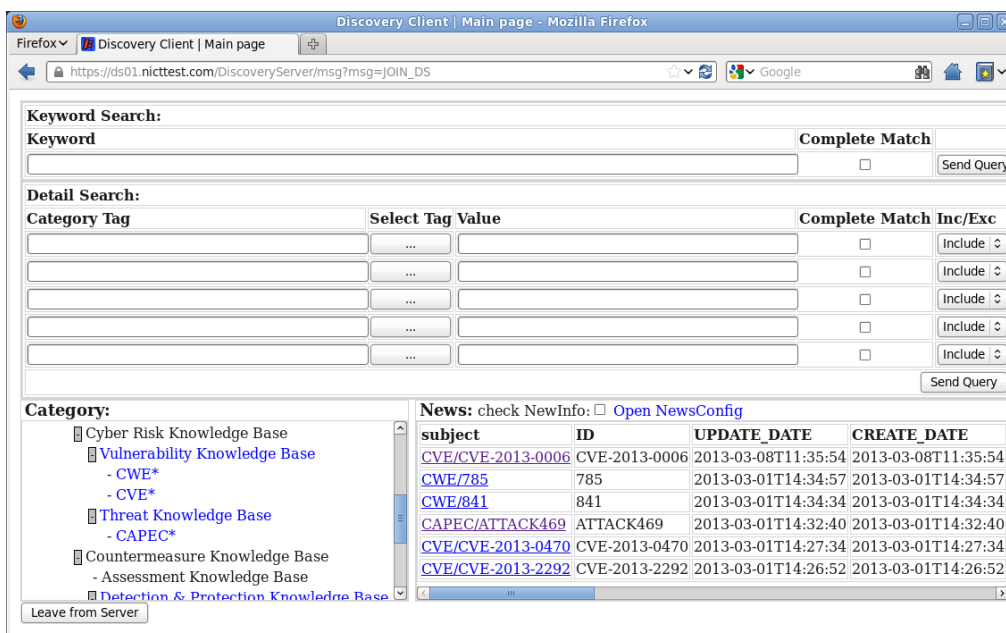 Discovery Client | Main page - Mozilla Firefox
Firefox Discovery Client | Main page
https://ds01.nicttest.com/DiscoveryServer/msg?msg=JOIN_DS Google
Keyword Search:
Keyword Complete Match
Send Query
Detail Search:
Category Tag Select Tag Value Complete Match Inc/Exc
... Include
... Include
... Include
... Include
... Include
Send Query
Category:
- Cyber Risk Knowledge Base
- Vulnerability Knowledge Base
- CWE*
- CVE*
- Threat Knowledge Base
- CAPEC*
- Countermeasure Knowledge Base
- Assessment Knowledge Base
- Detection & Protection Knowledge Base
Leave from Server
News: check NewInfo: Open NewsConfig
subject ID UPDATE_DATE CREATE_DATE
CVE/CVE-2013-0006 CVE-2013-0006 2013-03-08T11:35:54 2013-03-08T11:35:54
CWE/785 785 2013-03-01T14:34:57 2013-03-01T14:34:57
CWE/841 841 2013-03-01T14:34:34 2013-03-01T14:34:34
CAPEC/ATTACK469 ATTACK469 2013-03-01T14:32:40 2013-03-01T14:32:40
CVE/CVE-2013-0470 CVE-2013-0470 2013-03-01T14:27:34 2013-03-01T14:27:34
CVE/CVE-2013-2292 CVE-2013-2292 2013-03-01T14:26:52 2013-03-01T14:26:52